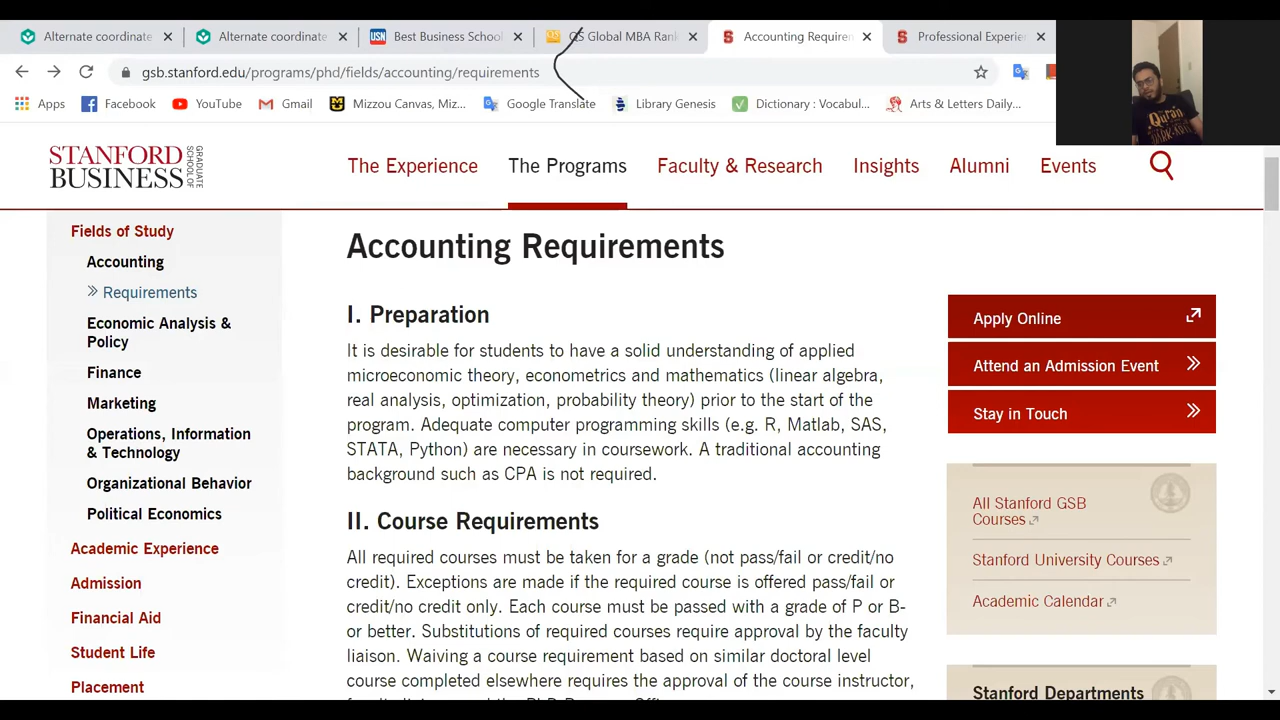 Alternate coordinate
Alternate coordinate
USN Best Business School
QS Global MBA Rank
S Accounting Requirem
S Professional Experie
gsb.stanford.edu/programs/phd/fields/accounting/requirements
Apps
Facebook
YouTube
Gmail
Mizzou Canvas, Miz...
Google Translate
Library Genesis
Dictionary : Vocabul...
Arts & Letters Daily...
Quran
STANFORD
BUSINESS
GRADUATE
SCHOOL OF
The Experience
The Programs
Faculty & Research
Insights
Alumni
Events
Fields of Study
Accounting
Requirements
Economic Analysis &
Policy
Finance
Marketing
Operations, Information
& Technology
Organizational Behavior
Political Economics
Academic Experience
Admission
Financial Aid
Student Life
Placement
Accounting Requirements
I. Preparation
It is desirable for students to have a solid understanding of applied
microeconomic theory, econometrics and mathematics (linear algebra,
real analysis, optimization, probability theory) prior to the start of the
program. Adequate computer programming skills (e.g. R, Matlab, SAS,
STATA, Python) are necessary in coursework. A traditional accounting
background such as CPA is not required.
II. Course Requirements
All required courses must be taken for a grade (not pass/fail or credit/no
credit). Exceptions are made if the required course is offered pass/fail or
credit/no credit only. Each course must be passed with a grade of P or B-
or better. Substitutions of required courses require approval by the faculty
liaison. Waiving a course requirement based on similar doctoral level
course completed elsewhere requires the approval of the course instructor,
Apply Online
Attend an Admission Event
Stay in Touch
All Stanford GSB
Courses
Stanford University Courses
Academic Calendar
Stanford Departments